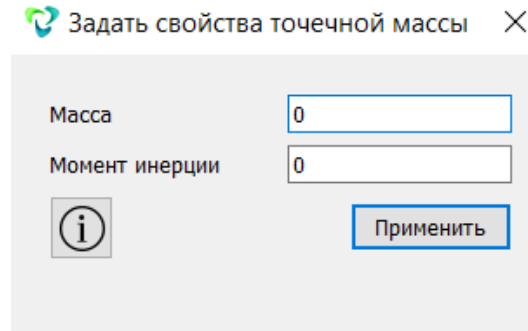 Задать свойства точечной массы
Масса 0
Момент инерции 0
Применить